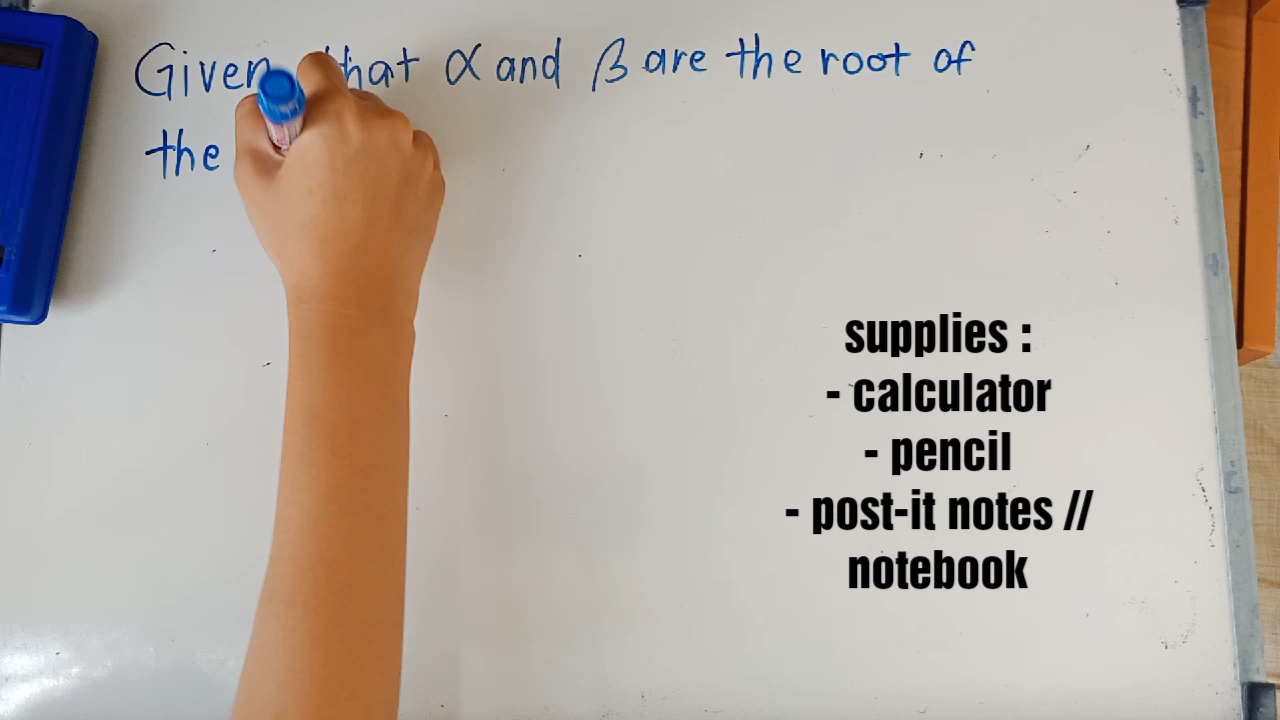 Given that α and β are the root of
the
supplies :
- calculator
- pencil
- post-it notes //
notebook